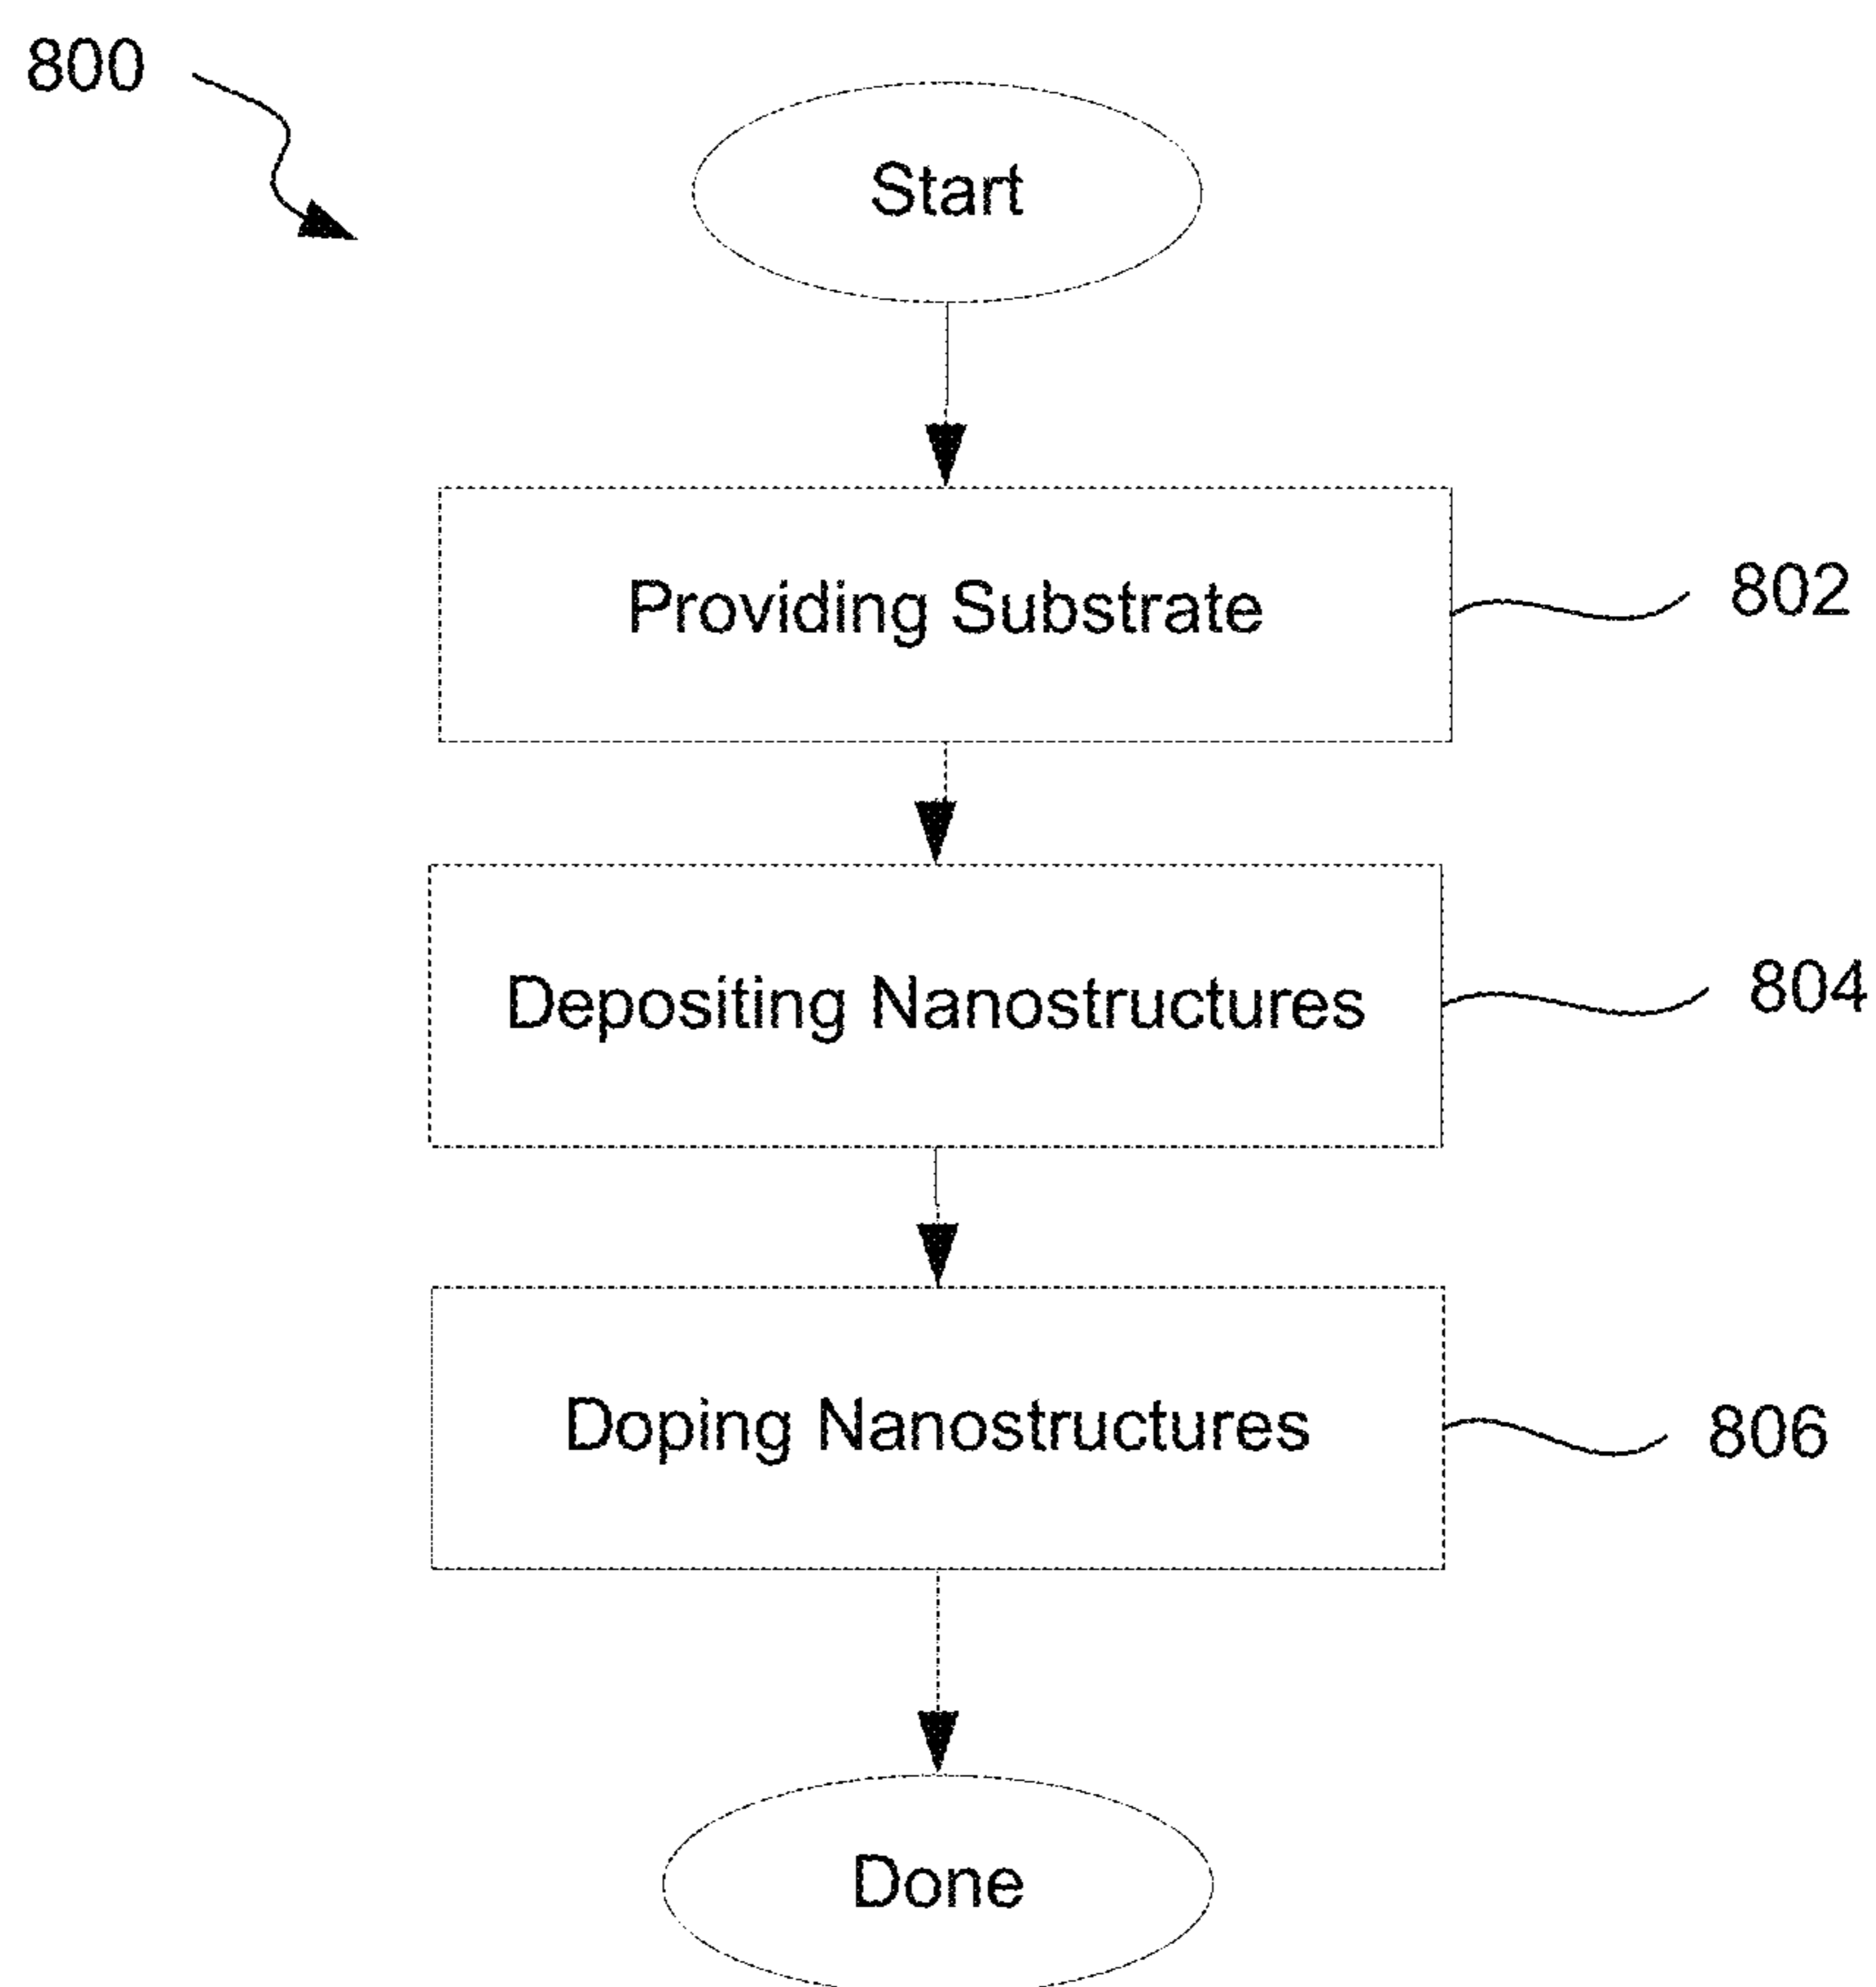 800
Start
Providing Substrate
802
Depositing Nanostructures
804
Doping Nanostructures
806
Done